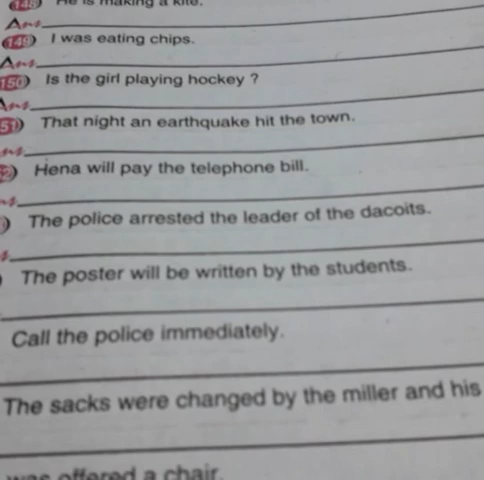 148) He is making a kite.
Ans.
149) I was eating chips.
Ans.
150) Is the girl playing hockey ?
Ans.
51) That night an earthquake hit the town.
ns.
) Hena will pay the telephone bill.
s.
) The police arrested the leader of the dacoits.
s.
) The poster will be written by the students.
Call the police immediately.
The sacks were changed by the miller and his
was offered a chair.